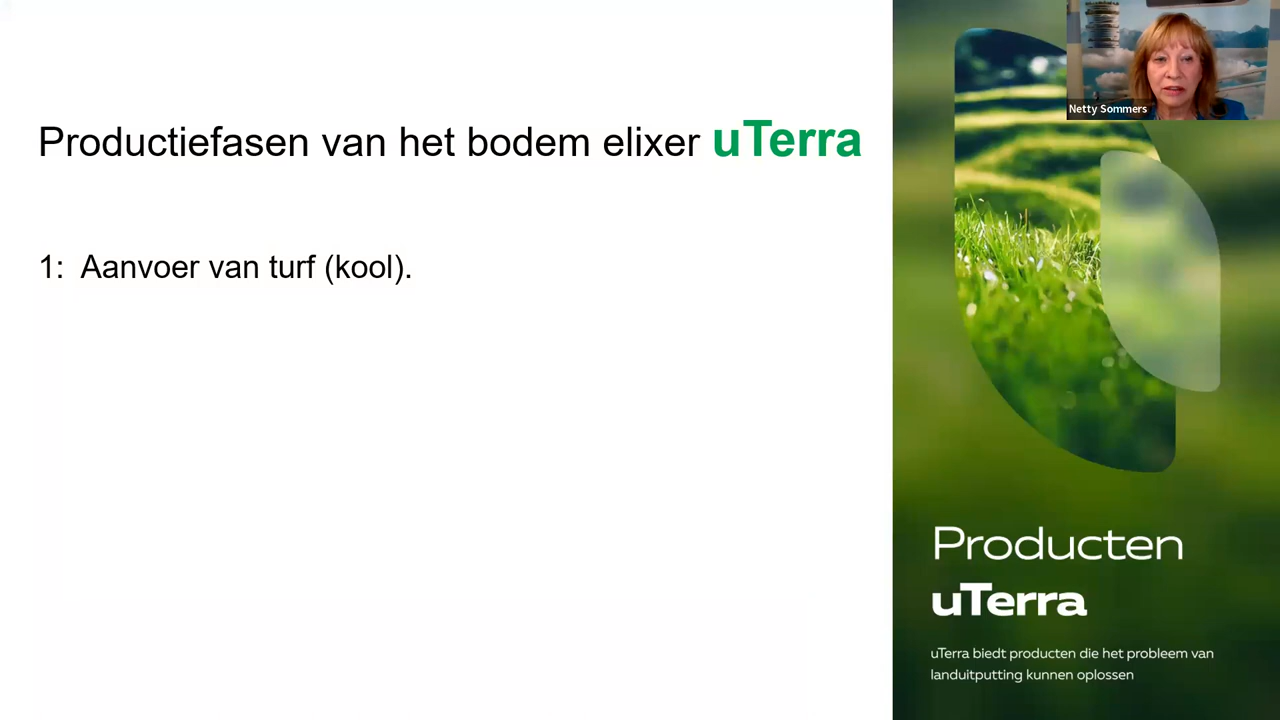 Productiefasen van het bodem elixer uTerra
1: Aanvoer van turf (kool).
Netty Sommers
Producten
uTerra
uTerra biedt producten die het probleem van
landuitputting kunnen oplossen